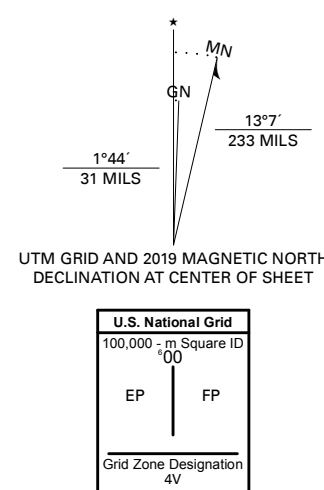 ★
MN
GN
13°7´
233 MILS
1°44´
31 MILS
UTM GRID AND 2019 MAGNETIC NORTH
DECLINATION AT CENTER OF SHEET
U.S. National Grid
100,000 - m Square ID
⁶00
EP FP
Grid Zone Designation
4V